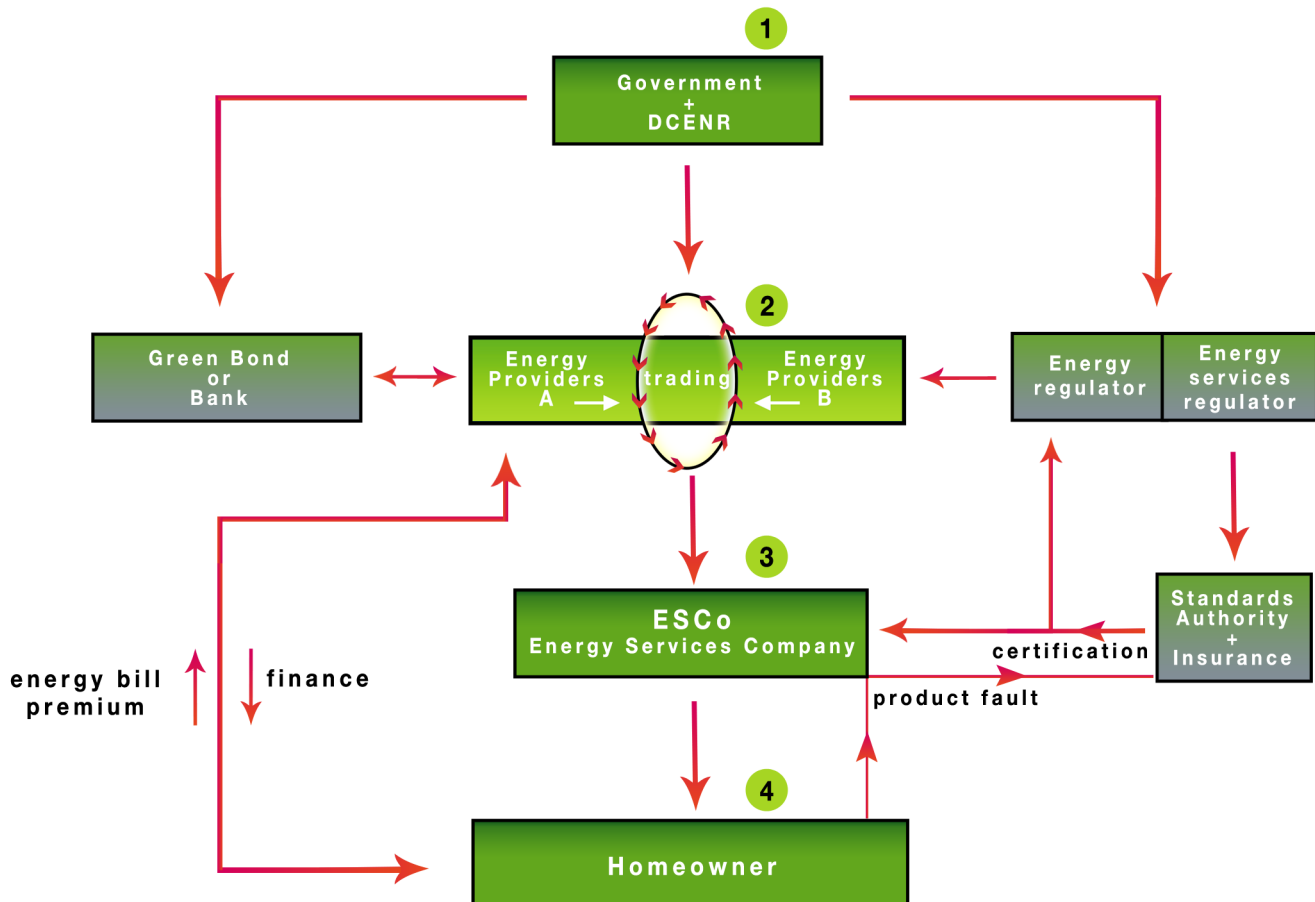 1
Government
+
DCENR
2
Green Bond
or
Bank
Energy
Providers
A
trading
Energy
Providers
B
Energy
regulator
Energy
services
regulator
3
ESCo
Energy Services Company
Standards
Authority
+
Insurance
certification
product fault
energy bill
premium
finance
4
Homeowner